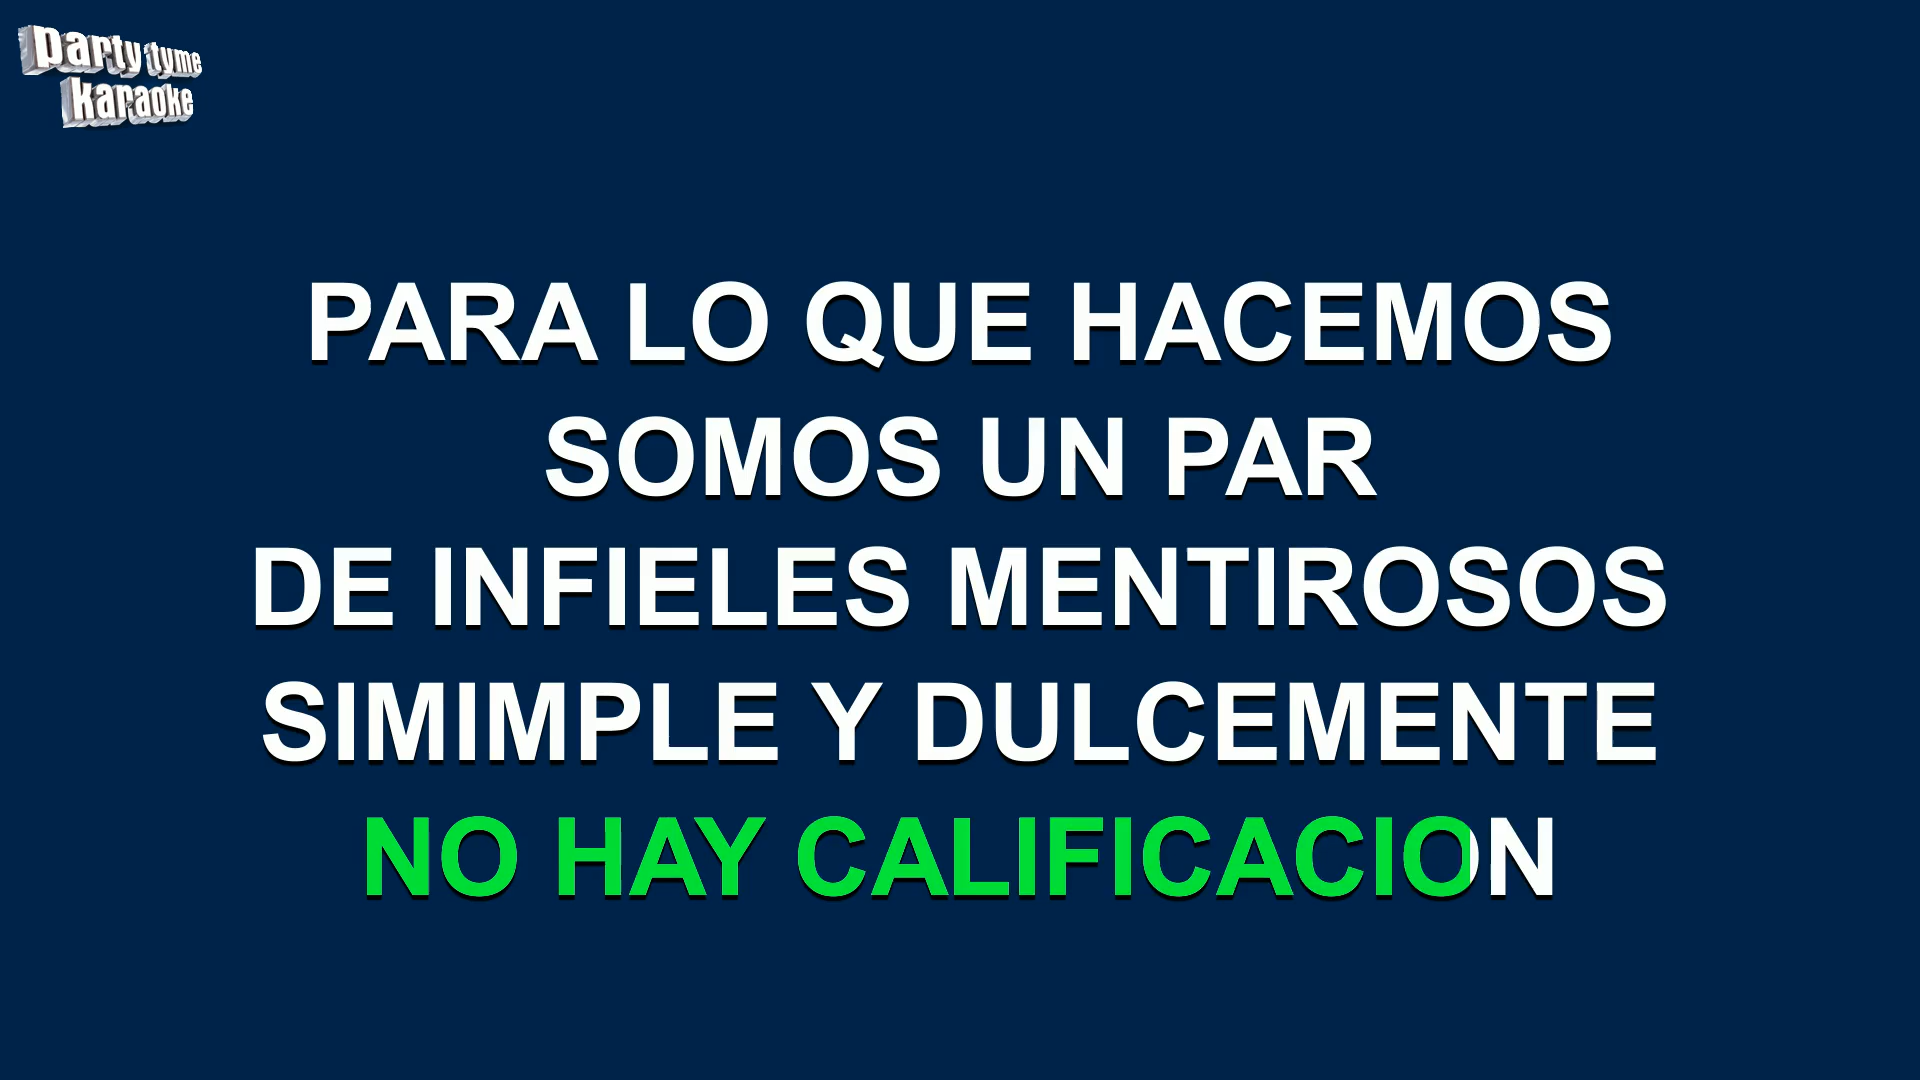 party tyme
karaoke
PARA LO QUE HACEMOS
SOMOS UN PAR
DE INFIELES MENTIROSOS
SIMIMPLE Y DULCEMENTE
NO HAY CALIFICACION